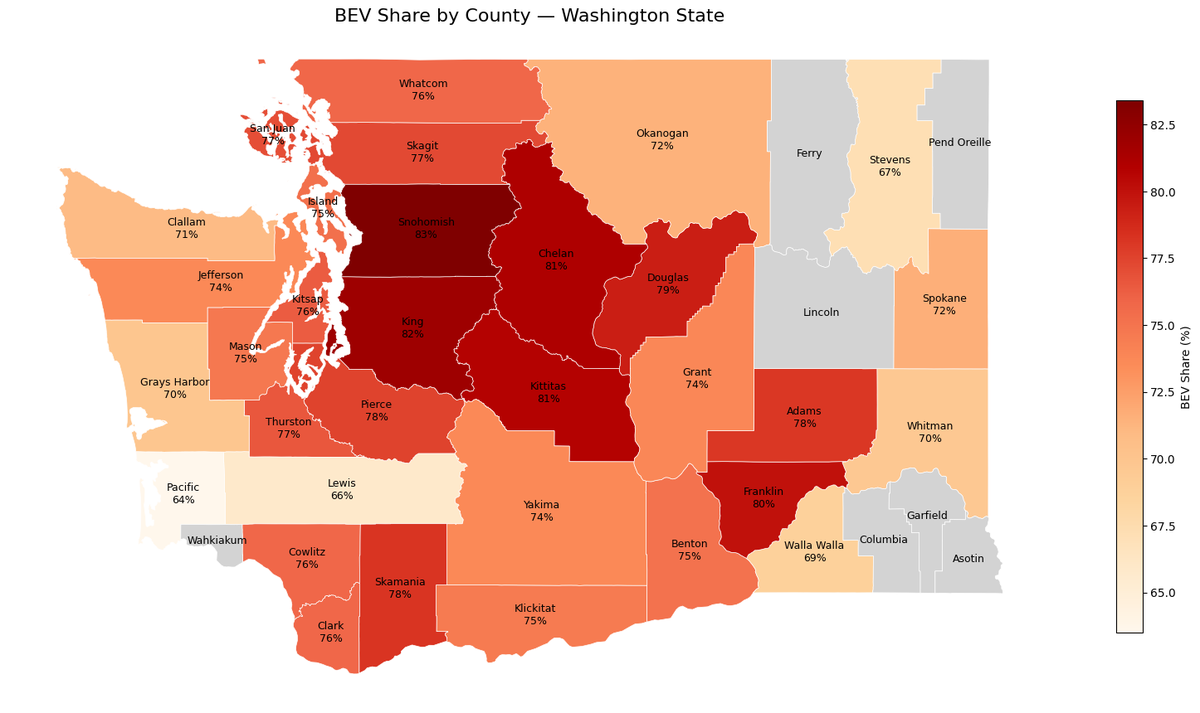 BEV Share by County — Washington State
Whatcom
76%
San Juan
77%
Skagit
77%
Okanogan
72%
Ferry
Stevens
67%
Pend Oreille
Island
75%
Snohomish
83%
Clallam
71%
Chelan
81%
Jefferson
74%
Douglas
79%
Kitsap
76%
Lincoln
Spokane
72%
King
82%
Mason
75%
Grays Harbor
70%
Grant
74%
Kittitas
81%
Pierce
78%
Adams
78%
Thurston
77%
Whitman
70%
Pacific
64%
Lewis
66%
Yakima
74%
Franklin
80%
Garfield
Wahkiakum
Columbia
Benton
75%
Walla Walla
69%
Asotin
Cowlitz
76%
Skamania
78%
Klickitat
75%
Clark
76%
82.5
80.0
77.5
75.0
72.5
70.0
67.5
65.0
BEV Share (%)